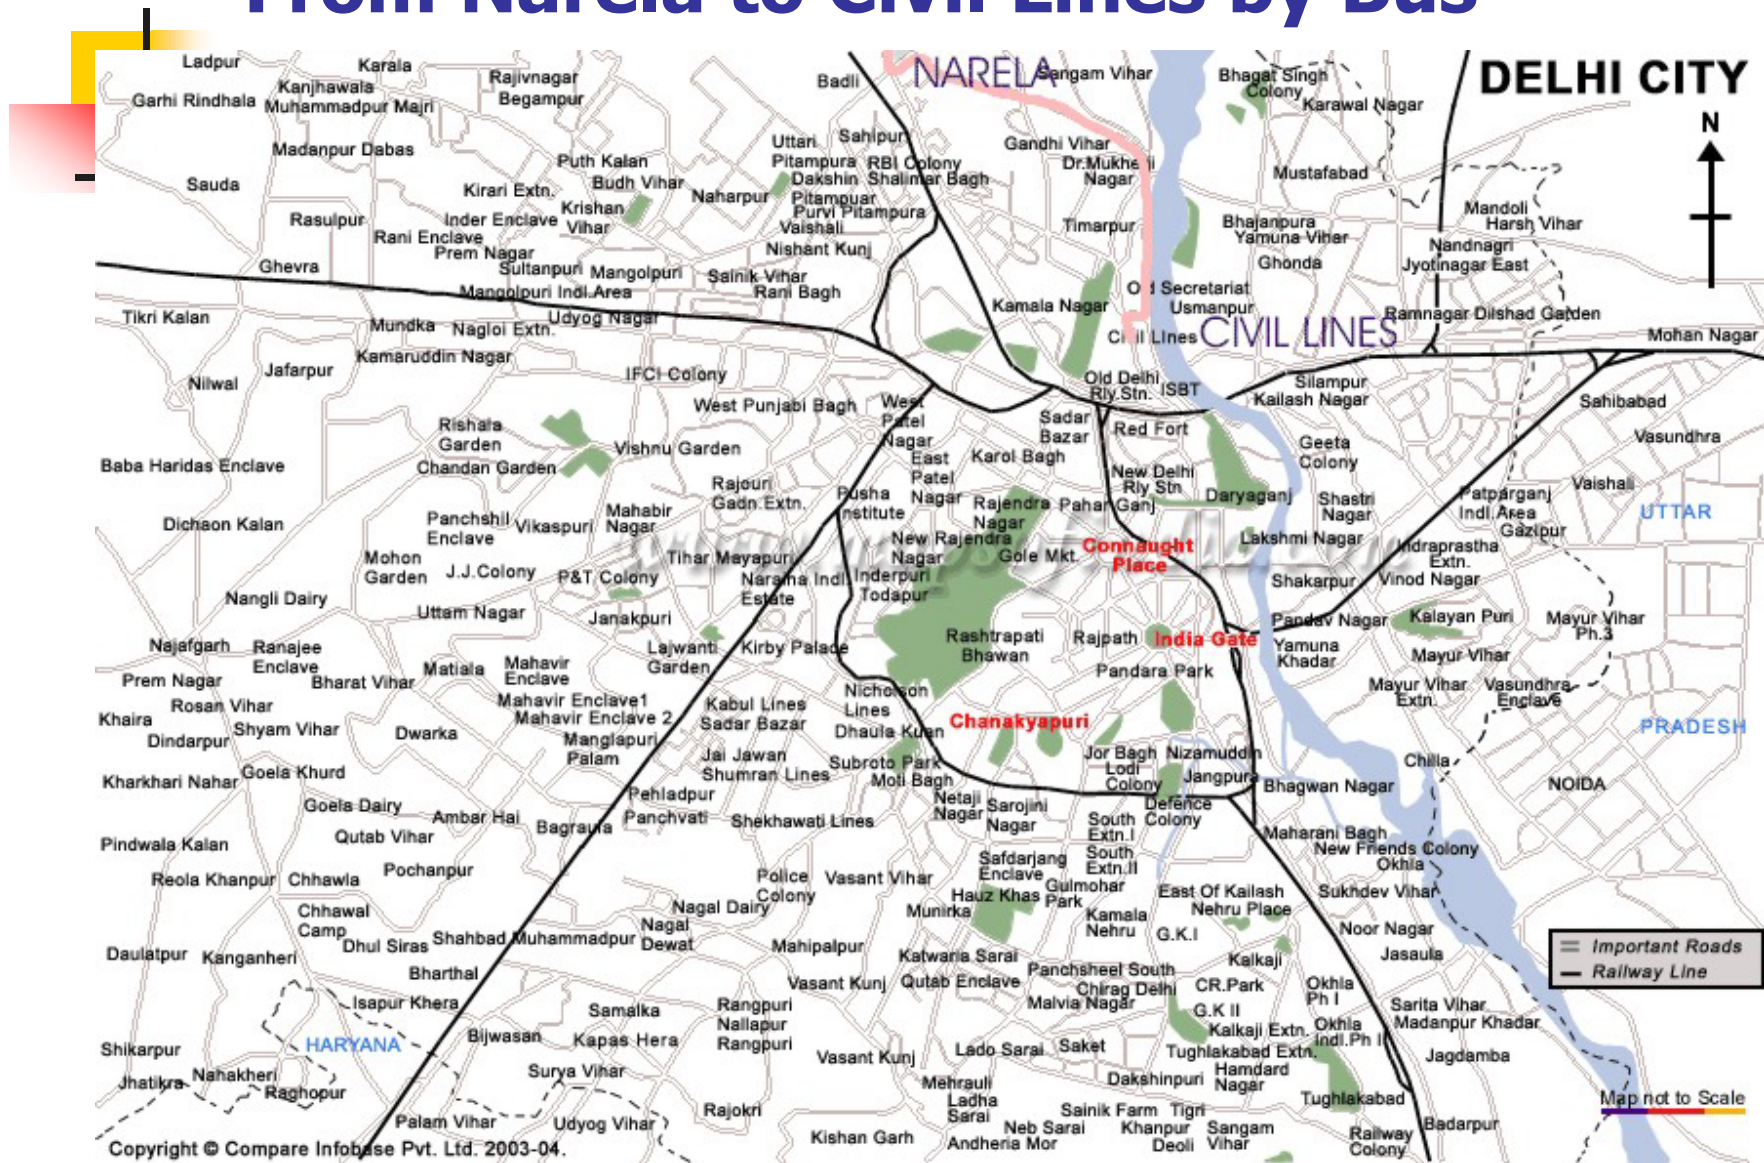 From Narela to Civil Lines by Bus
DELHI CITY
N
Ladpur
Karala
Kanjhawala
Rajivnagar
Begampur
Garhi Rindhala
Muhammadpur Majri
Badli
NARELA
Sangam Vihar
Bhagat Singh
Colony
Karawal Nagar
Madanpur Dabas
Uttari
Pitampura
Sahipur
RBI Colony
Gandhi Vihar
Dr.Mukherji
Nagar
Mustafabad
Puth Kalan
Budh Vihar
Dakshin
Pitampuar
Shalimar Bagh
Sauda
Kirari Extn.
Naharpur
Krishan
Vihar
Purvi Pitampura
Vaishali
Rasulpur
Inder Enclave
Rani Enclave
Prem Nagar
Timarpur
Bhajanpura
Yamuna Vihar
Mandoli
Harsh Vihar
Nandnagri
Jyotinagar East
Nishant Kunj
Ghonda
Ghevra
Sultanpuri
Mangolpuri
Sainik Vihar
Rani Bagh
Mangolpuri Indl.Area
Old Secretariat
Usmanpur
Kamala Nagar
Ramnagar
Dilshad Garden
Tikri Kalan
Mundka
Nagloi Extn.
Udyog Nagar
Civil LInes
CIVIL LINES
Mohan Nagar
Kamaruddin Nagar
Jafarpur
Nilwal
IFCI Colony
Old Delhi
Rly.Stn.
ISBT
Silampur
Kailash Nagar
Sahibabad
West Punjabi Bagh
West
Patel
Nagar
Sadar
Bazar
Red Fort
Rishala
Garden
Vishnu Garden
Karol Bagh
Geeta
Colony
Vasundhra
Baba Haridas Enclave
Chandan Garden
East
Patel
Nagar
New Delhi
Rly Stn
Rajouri
Gadn.Extn.
Pusha
Institute
Rajendra
Nagar
Pahar Ganj
Daryaganj
Shastri
Nagar
Patparganj
Indl.Area
Vaishali
Gazipur
UTTAR
Dichaon Kalan
Panchshil
Enclave
Vikaspuri
Mahabir
Nagar
New Rajendra
Nagar
Gole Mkt.
Connaught
Place
Lakshmi Nagar
Indraprastha
Extn.
Mohon
Garden
J.J.Colony
P&T Colony
Tihar
Mayapuri
Naraina Indl.
Estate
Inderpuri
Todapur
Shakarpur
Vinod Nagar
Nangli Dairy
Uttam Nagar
Janakpuri
Pandav Nagar
Kalayan Puri
Mayur Vihar
Ph.3
Najafgarh
Ranajee
Enclave
Lajwanti
Garden
Kirby Palade
Rashtrapati
Bhawan
Rajpath
India Gate
Yamuna
Khadar
Mayur Vihar
Prem Nagar
Bharat Vihar
Matiala
Mahavir
Enclave
Pandara Park
Mayur Vihar
Extn.
Vasundhra
Enclave
Rosan Vihar
Khaira
Shyam Vihar
Dindarpur
Dwarka
Mahavir Enclave1
Mahavir Enclave 2
Manglapuri
Palam
Kabul Lines
Sadar Bazar
Nicholson
Lines
Dhaula Kuan
Chanakyapuri
PRADESH
Jai Jawan
Shumran Lines
Subroto Park
Moti Bagh
Jor Bagh
Nizamuddin
Lodi
Colony
Jangpura
Chilla
NOIDA
Kharkhari Nahar
Goela Khurd
Bhagwan Nagar
Pehladpur
Panchvati
Goela Dairy
Ambar Hai
Bagraula
Shekhawati Lines
Netaji
Nagar
Sarojini
Nagar
Defence
Colony
South
Extn.I
Maharani Bagh
New Friends Colony
Okhla
Pindwala Kalan
Qutab Vihar
South
Extn.II
Safdarjang
Enclave
Reola Khanpur
Chhawla
Pochanpur
Police
Colony
Vasant Vihar
Hauz Khas
Gulmohar
Park
East Of Kailash
Nehru Place
Sukhdev Vihar
Chhawal
Camp
Nagal Dairy
Munirka
Kamala
Nehru
G.K.I
Noor Nagar
Jasaula
Daulatpur
Kanganheri
Dhul Siras
Shahbad Muhammadpur
Nagal
Dewat
Mahipalpur
Katwaria Sarai
Kalkaji
Important Roads
Railway Line
Bharthal
Vasant Kunj
Qutab Enclave
Panchsheel South
Chirag Delhi
Malvia Nagar
CR.Park
Okhla
Ph I
Isapur Khera
Samalka
Rangpuri
Nallapur
Rangpuri
G.K II
Kalkaji Extn.
Okhla
Indl.Ph II
Sarita Vihar
Madanpur Khadar
HARYANA
Shikarpur
Bijwasan
Kapas Hera
Vasant Kunj
Lado Sarai
Saket
Tughlakabad Extn.
Jagdamba
Jhatikra
Nahakheri
Raghopur
Surya Vihar
Mehrauli
Dakshinpuri
Hamdard
Nagar
Tughlakabad
Map not to Scale
Palam Vihar
Udyog Vihar
Rajokri
Ladha
Sarai
Sainik Farm
Tigri
Neb Sarai
Khanpur
Sangam
Vihar
Badarpur
Kishan Garh
Andheria Mor
Deoli
Railway
Colony
Copyright © Compare Infobase Pvt. Ltd. 2003-04.